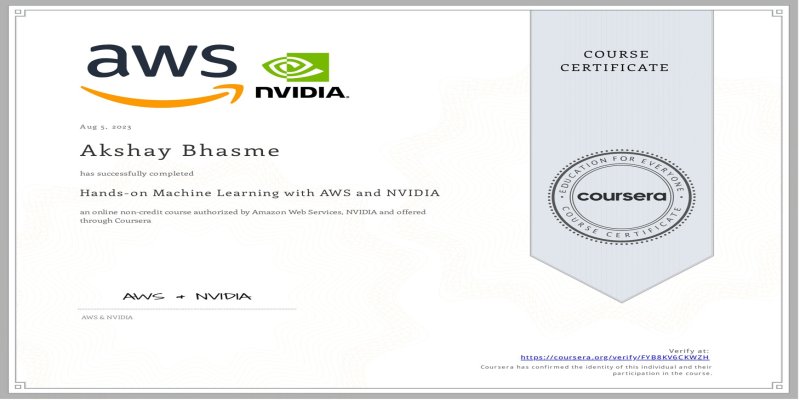 aws
NVIDIA.
COURSE
CERTIFICATE
Aug 5, 2023
Akshay Bhasme
has successfully completed
Hands-on Machine Learning with AWS and NVIDIA
an online non-credit course authorized by Amazon Web Services, NVIDIA and offered
through Coursera
EDUCATION FOR EVERYONE
coursera
COURSE CERTIFICATE
AWS + NVIDIA
AWS & NVIDIA
Verify at:
https://coursera.org/verify/FYB8KV6CKWZH
Coursera has confirmed the identity of this individual and their
participation in the course.